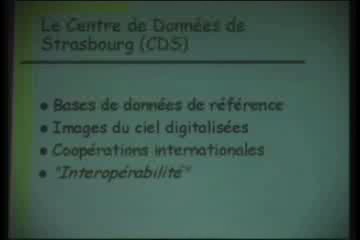 Le Centre de Données de
Strasbourg (CDS)
● Bases de données de référence
● Images du ciel digitalisées
● Coopérations internationales
● "Interopérabilité"